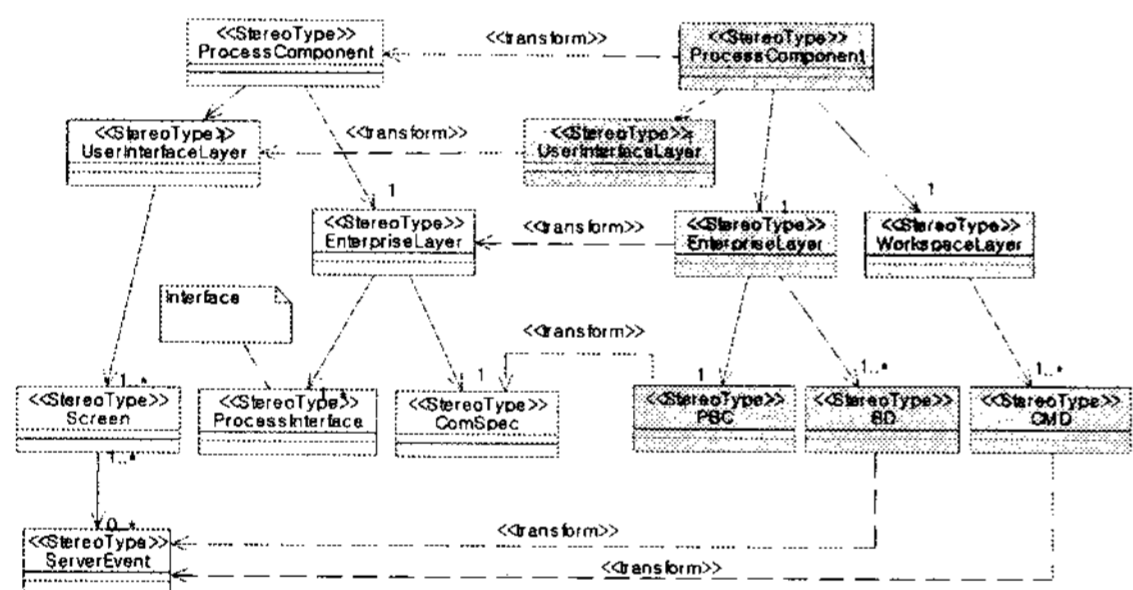 <<StereoType>>
ProcessComponent
<<transform>>
<<StereoType>>
ProcessComponent
<<StereoType>>
UserInterfaceLayer
<<transform>>
<<StereoType>>
UserInterfaceLayer
1
<<StereoType>>
EnterpriseLayer
<<transform>>
1
<<StereoType>>
EnterpriseLayer
1
<<StereoType>>
WorkspaceLayer
Interface
<<transform>>
1..*
<<StereoType>>
Screen
1..*
<<StereoType>>
ProcessInterface
1
<<StereoType>>
ComSpec
1
<<StereoType>>
PBC
1..*
<<StereoType>>
BD
1..*
<<StereoType>>
CMD
0..*
<<StereoType>>
ServerEvent
<<transform>>
<<transform>>